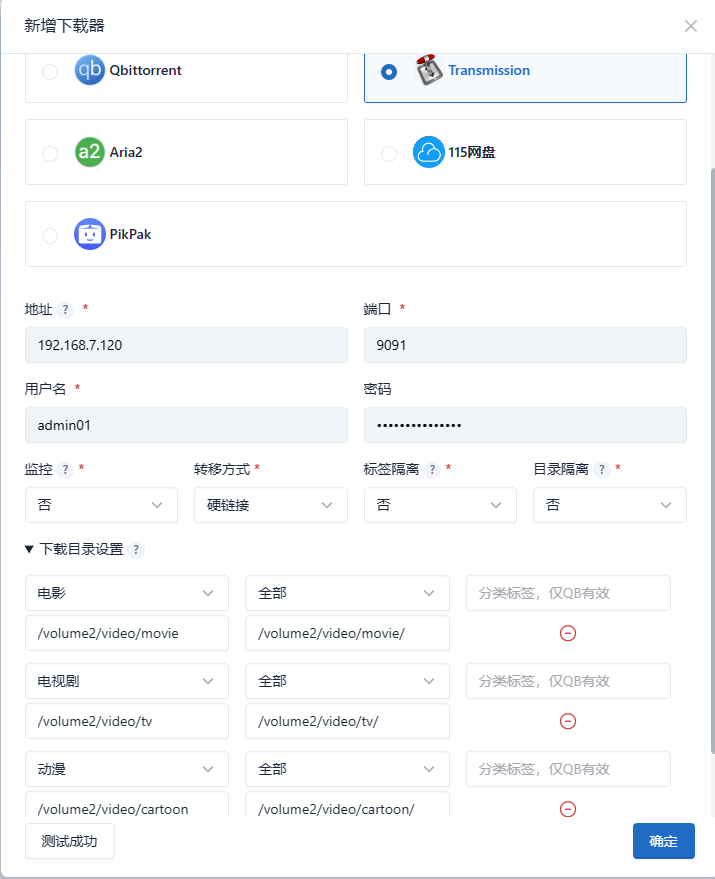 新增下载器
Qbittorrent Transmission
Aria2 115网盘
PikPak
地址 ? * 端口 *
192.168.7.120 9091
用户名 * 密码
admin01 •••••••••••••••
监控 ? * 转移方式 * 标签隔离 ? * 目录隔离 ? *
否 硬链接 否 否
▼ 下载目录设置 ?
电影 全部 分类标签，仅QB有效
/volume2/video/movie /volume2/video/movie/
电视剧 全部 分类标签，仅QB有效
/volume2/video/tv /volume2/video/tv/
动漫 全部 分类标签，仅QB有效
/volume2/video/cartoon /volume2/video/cartoon/
测试成功 确定